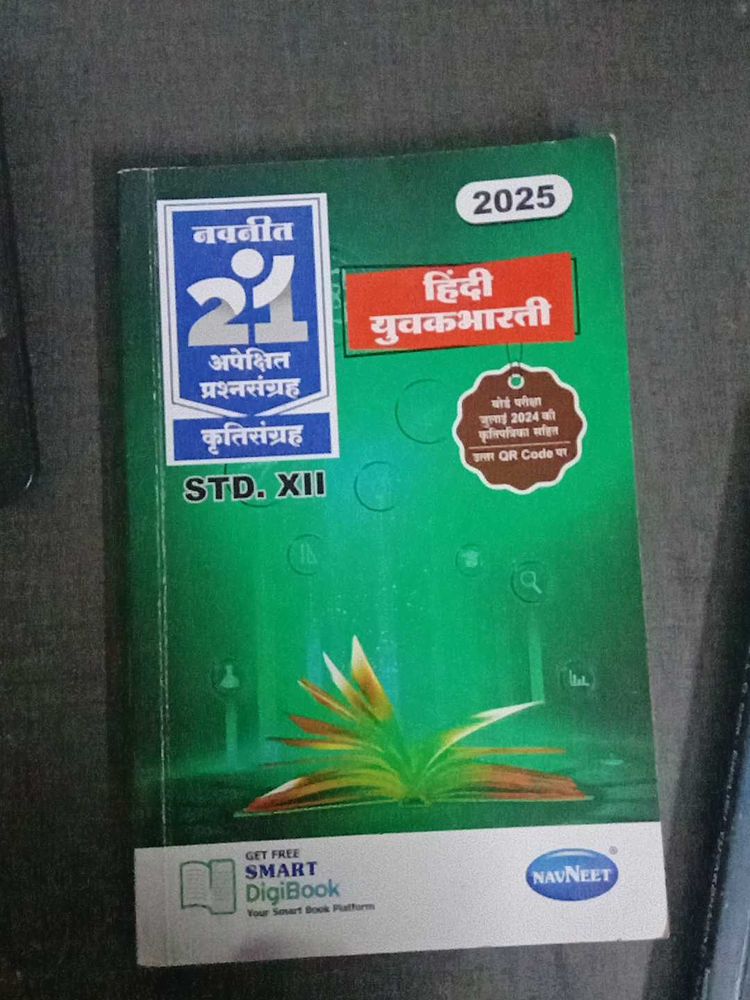 2025
नवनीत
21
अपेक्षित
प्रश्नसंग्रह
कृतिसंग्रह
STD. XII
हिंदी
युवकभारती
बोर्ड परीक्षा
जुलाई 2024 की
कृतिपत्रिका सहित
उत्तर QR Code पर
GET FREE
SMART
DigiBook
Your Smart Book Platform
NAVNEET
®